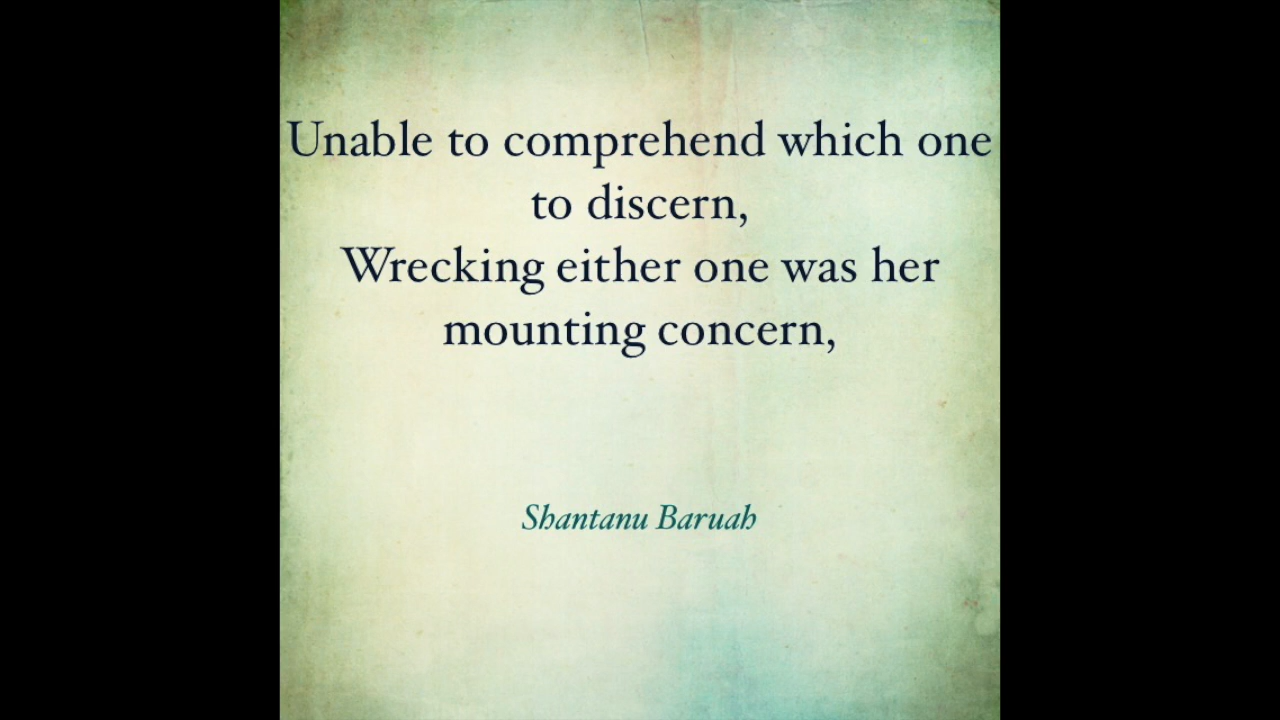 Unable to comprehend which one
to discern,
Wrecking either one was her
mounting concern,
Shantanu Baruah